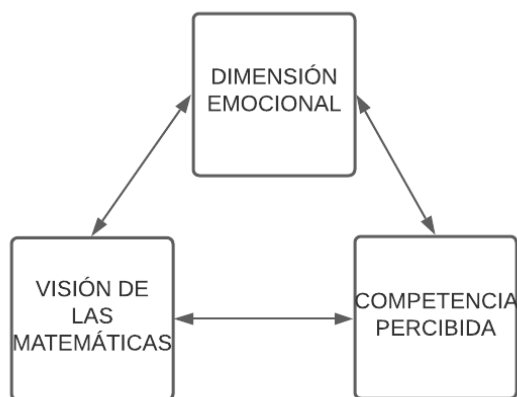 DIMENSIÓN
EMOCIONAL
VISIÓN DE
LAS
MATEMÁTICAS
COMPETENCIA
PERCIBIDA